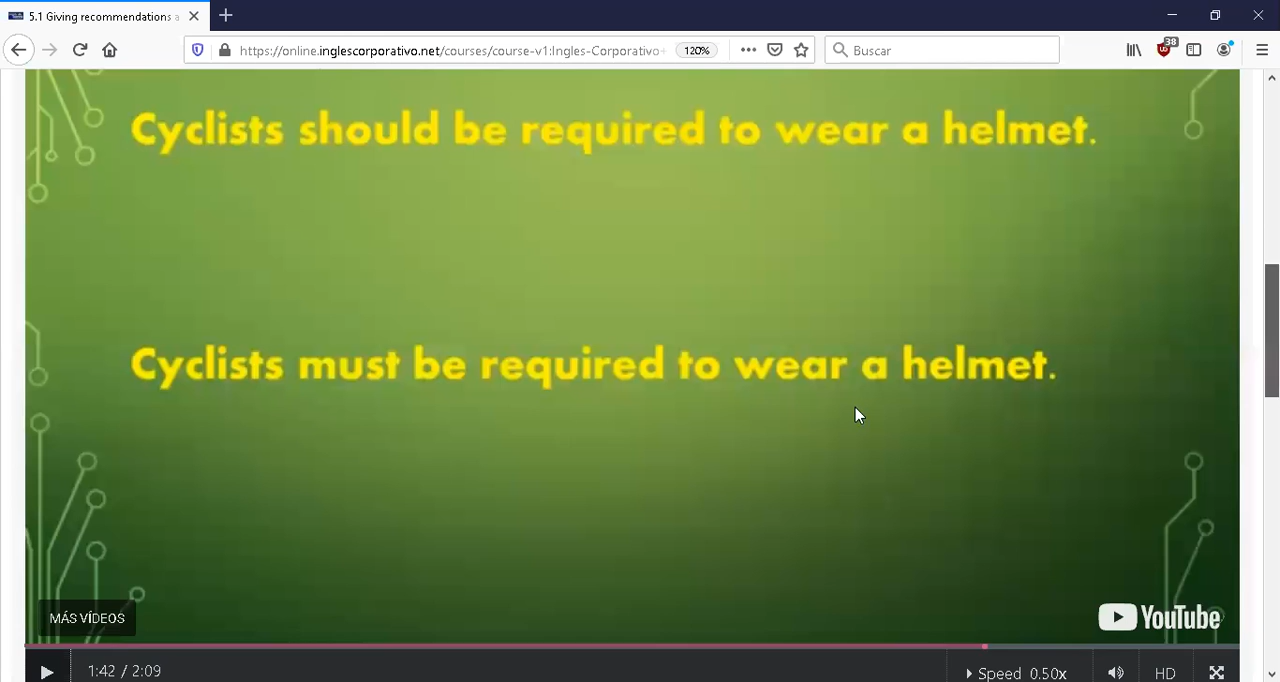 5.1 Giving recommendations a
https://online.inglescorporativo.net/courses/course-v1:Ingles-Corporativo+
120%
Buscar
38
Cyclists should be required to wear a helmet.
Cyclists must be required to wear a helmet.
MÁS VÍDEOS
YouTube
1:42 / 2:09
Speed 0.50x
HD